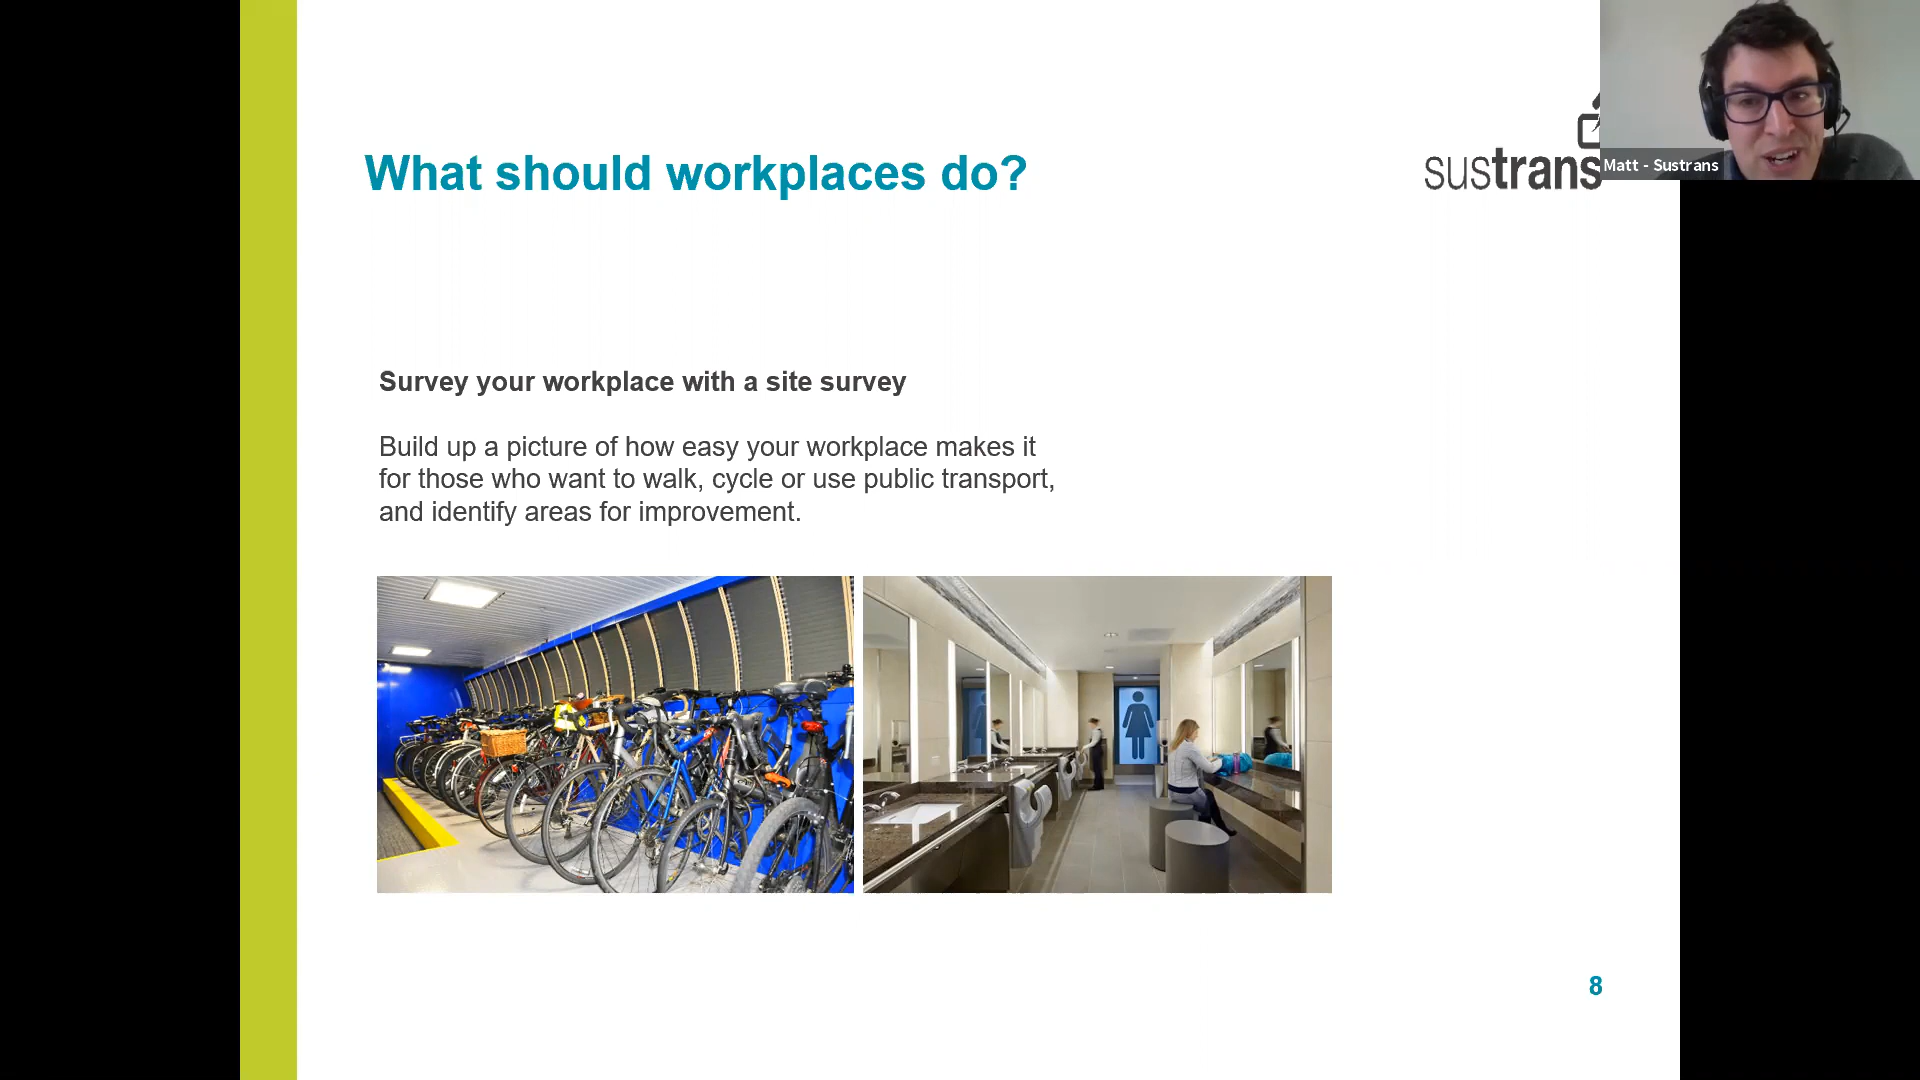 What should workplaces do?
sustrans
Matt - Sustrans
Survey your workplace with a site survey
Build up a picture of how easy your workplace makes it
for those who want to walk, cycle or use public transport,
and identify areas for improvement.
8